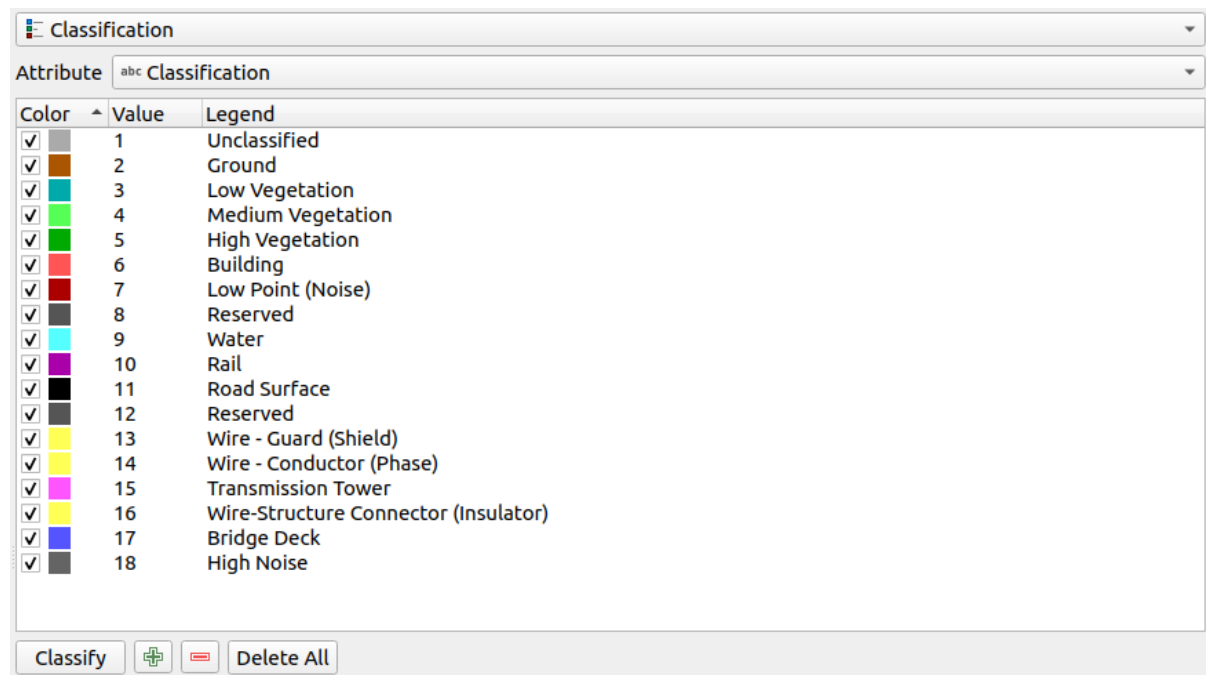 Classification
Attribute abc Classification
Color Value Legend
1 Unclassified
2 Ground
3 Low Vegetation
4 Medium Vegetation
5 High Vegetation
6 Building
7 Low Point (Noise)
8 Reserved
9 Water
10 Rail
11 Road Surface
12 Reserved
13 Wire - Guard (Shield)
14 Wire - Conductor (Phase)
15 Transmission Tower
16 Wire-Structure Connector (Insulator)
17 Bridge Deck
18 High Noise
Classify Delete All